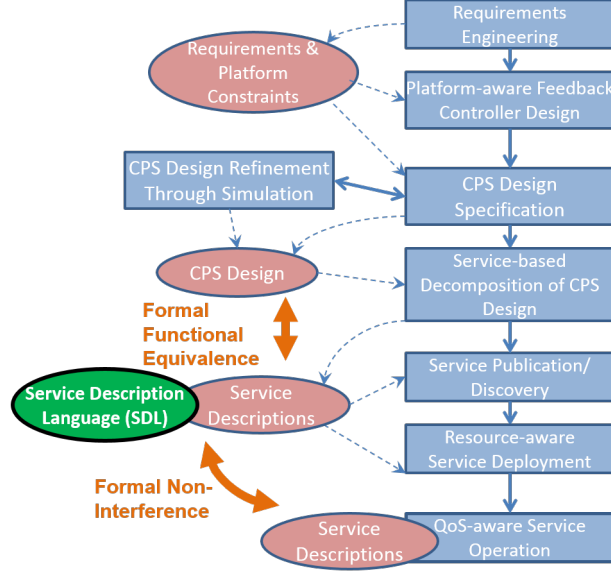 Requirements
Engineering
Requirements &
Platform
Constraints
Platform-aware Feedback
Controller Design
CPS Design Refinement
Through Simulation
CPS Design
Specification
CPS Design
Service-based
Decomposition of CPS
Design
Formal
Functional
Equivalence
Service Description
Language (SDL)
Service
Descriptions
Service Publication/
Discovery
Resource-aware
Service Deployment
Formal Non-
Interference
Service
Descriptions
QoS-aware Service
Operation